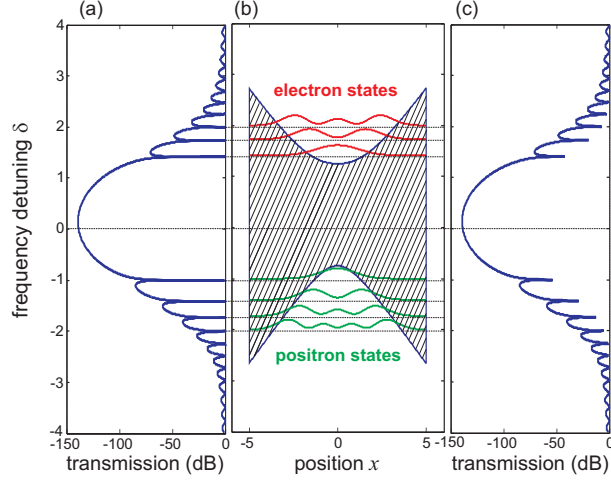 (a) (b) (c)
frequency detuning δ
4
3
2
1
0
-1
-2
-3
-4
electron states
positron states
-150 -100 -50 0
-5 0 5
-150 -100 -50 0
transmission (dB) position x transmission (dB)